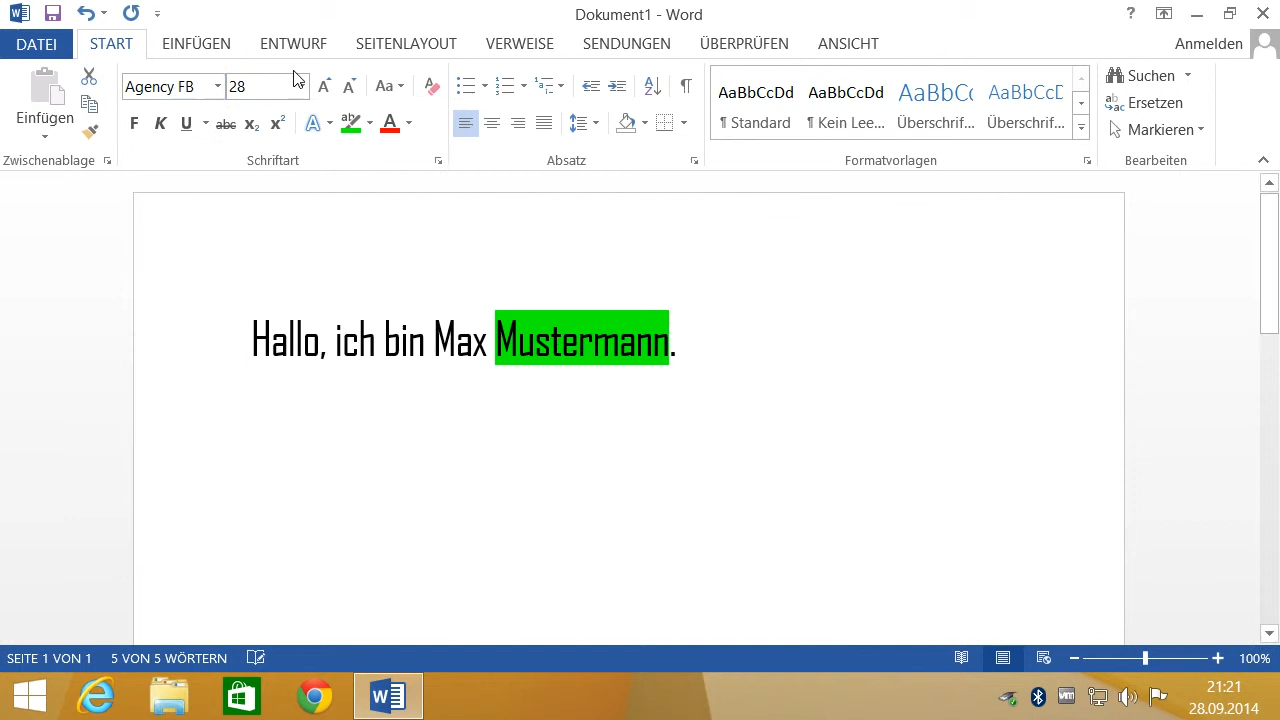 Dokument1 - Word
?
DATEI START EINFÜGEN ENTWURF SEITENLAYOUT VERWEISE SENDUNGEN ÜBERPRÜFEN ANSICHT Anmelden
Einfügen
Zwischenablage
Agency FB 28 A A Aa
F K U abc x₂ x² A ab A
Schriftart
Absatz
AaBbCcDd AaBbCcDd AaBbC( AaBbCcD
¶ Standard ¶ Kein Lee... Überschrif... Überschrif...
Formatvorlagen
Suchen
Ersetzen
Markieren
Bearbeiten
Hallo, ich bin Max Mustermann.
SEITE 1 VON 1 5 VON 5 WÖRTERN 100%
21:21
28.09.2014